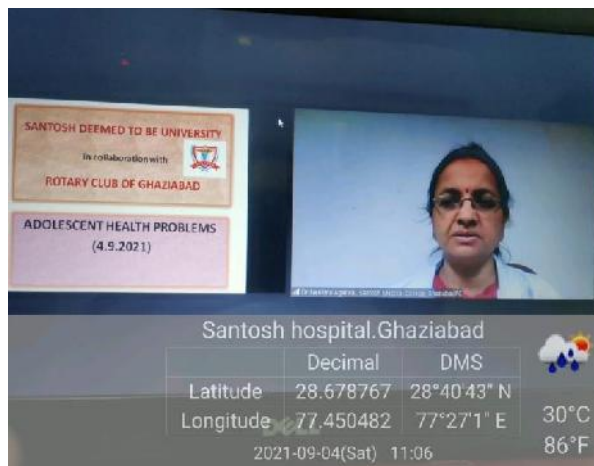 SANTOSH DEEMED TO BE UNIVERSITY
In collaboration with
ROTARY CLUB OF GHAZIABAD
ADOLESCENT HEALTH PROBLEMS
(4.9.2021)
Santosh hospital.Ghaziabad
Decimal DMS
Latitude 28.678767 28°40'43" N
Longitude 77.450482 77°27'1" E
DELL
2021-09-04(Sat) 11:06
30°C
86°F